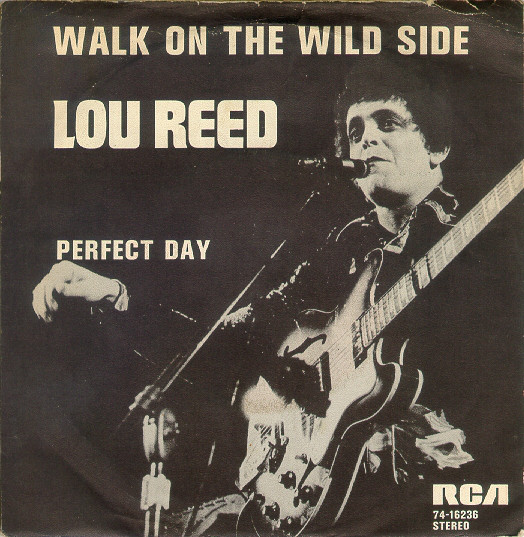 WALK ON THE WILD SIDE
LOU REED
PERFECT DAY
RCA
74-16236
STEREO